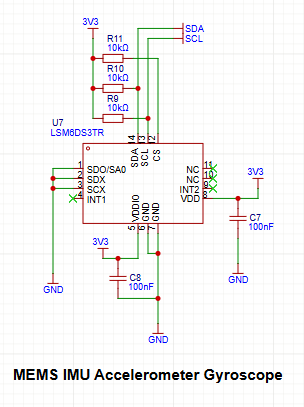 3V3
SDA
SCL
R11
10kΩ
R10
10kΩ
R9
10kΩ
U7
LSM6DS3TR
14 13 12
SDA SCL CS
1 SDO/SA0
2 SDX
3 SCX
4 INT1
NC 11
NC 10
INT2 9
VDD 8
VDDIO GND GND
5 6 7
3V3
C7
100nF
3V3
C8
100nF
GND
GND
GND
MEMS IMU Accelerometer Gyroscope